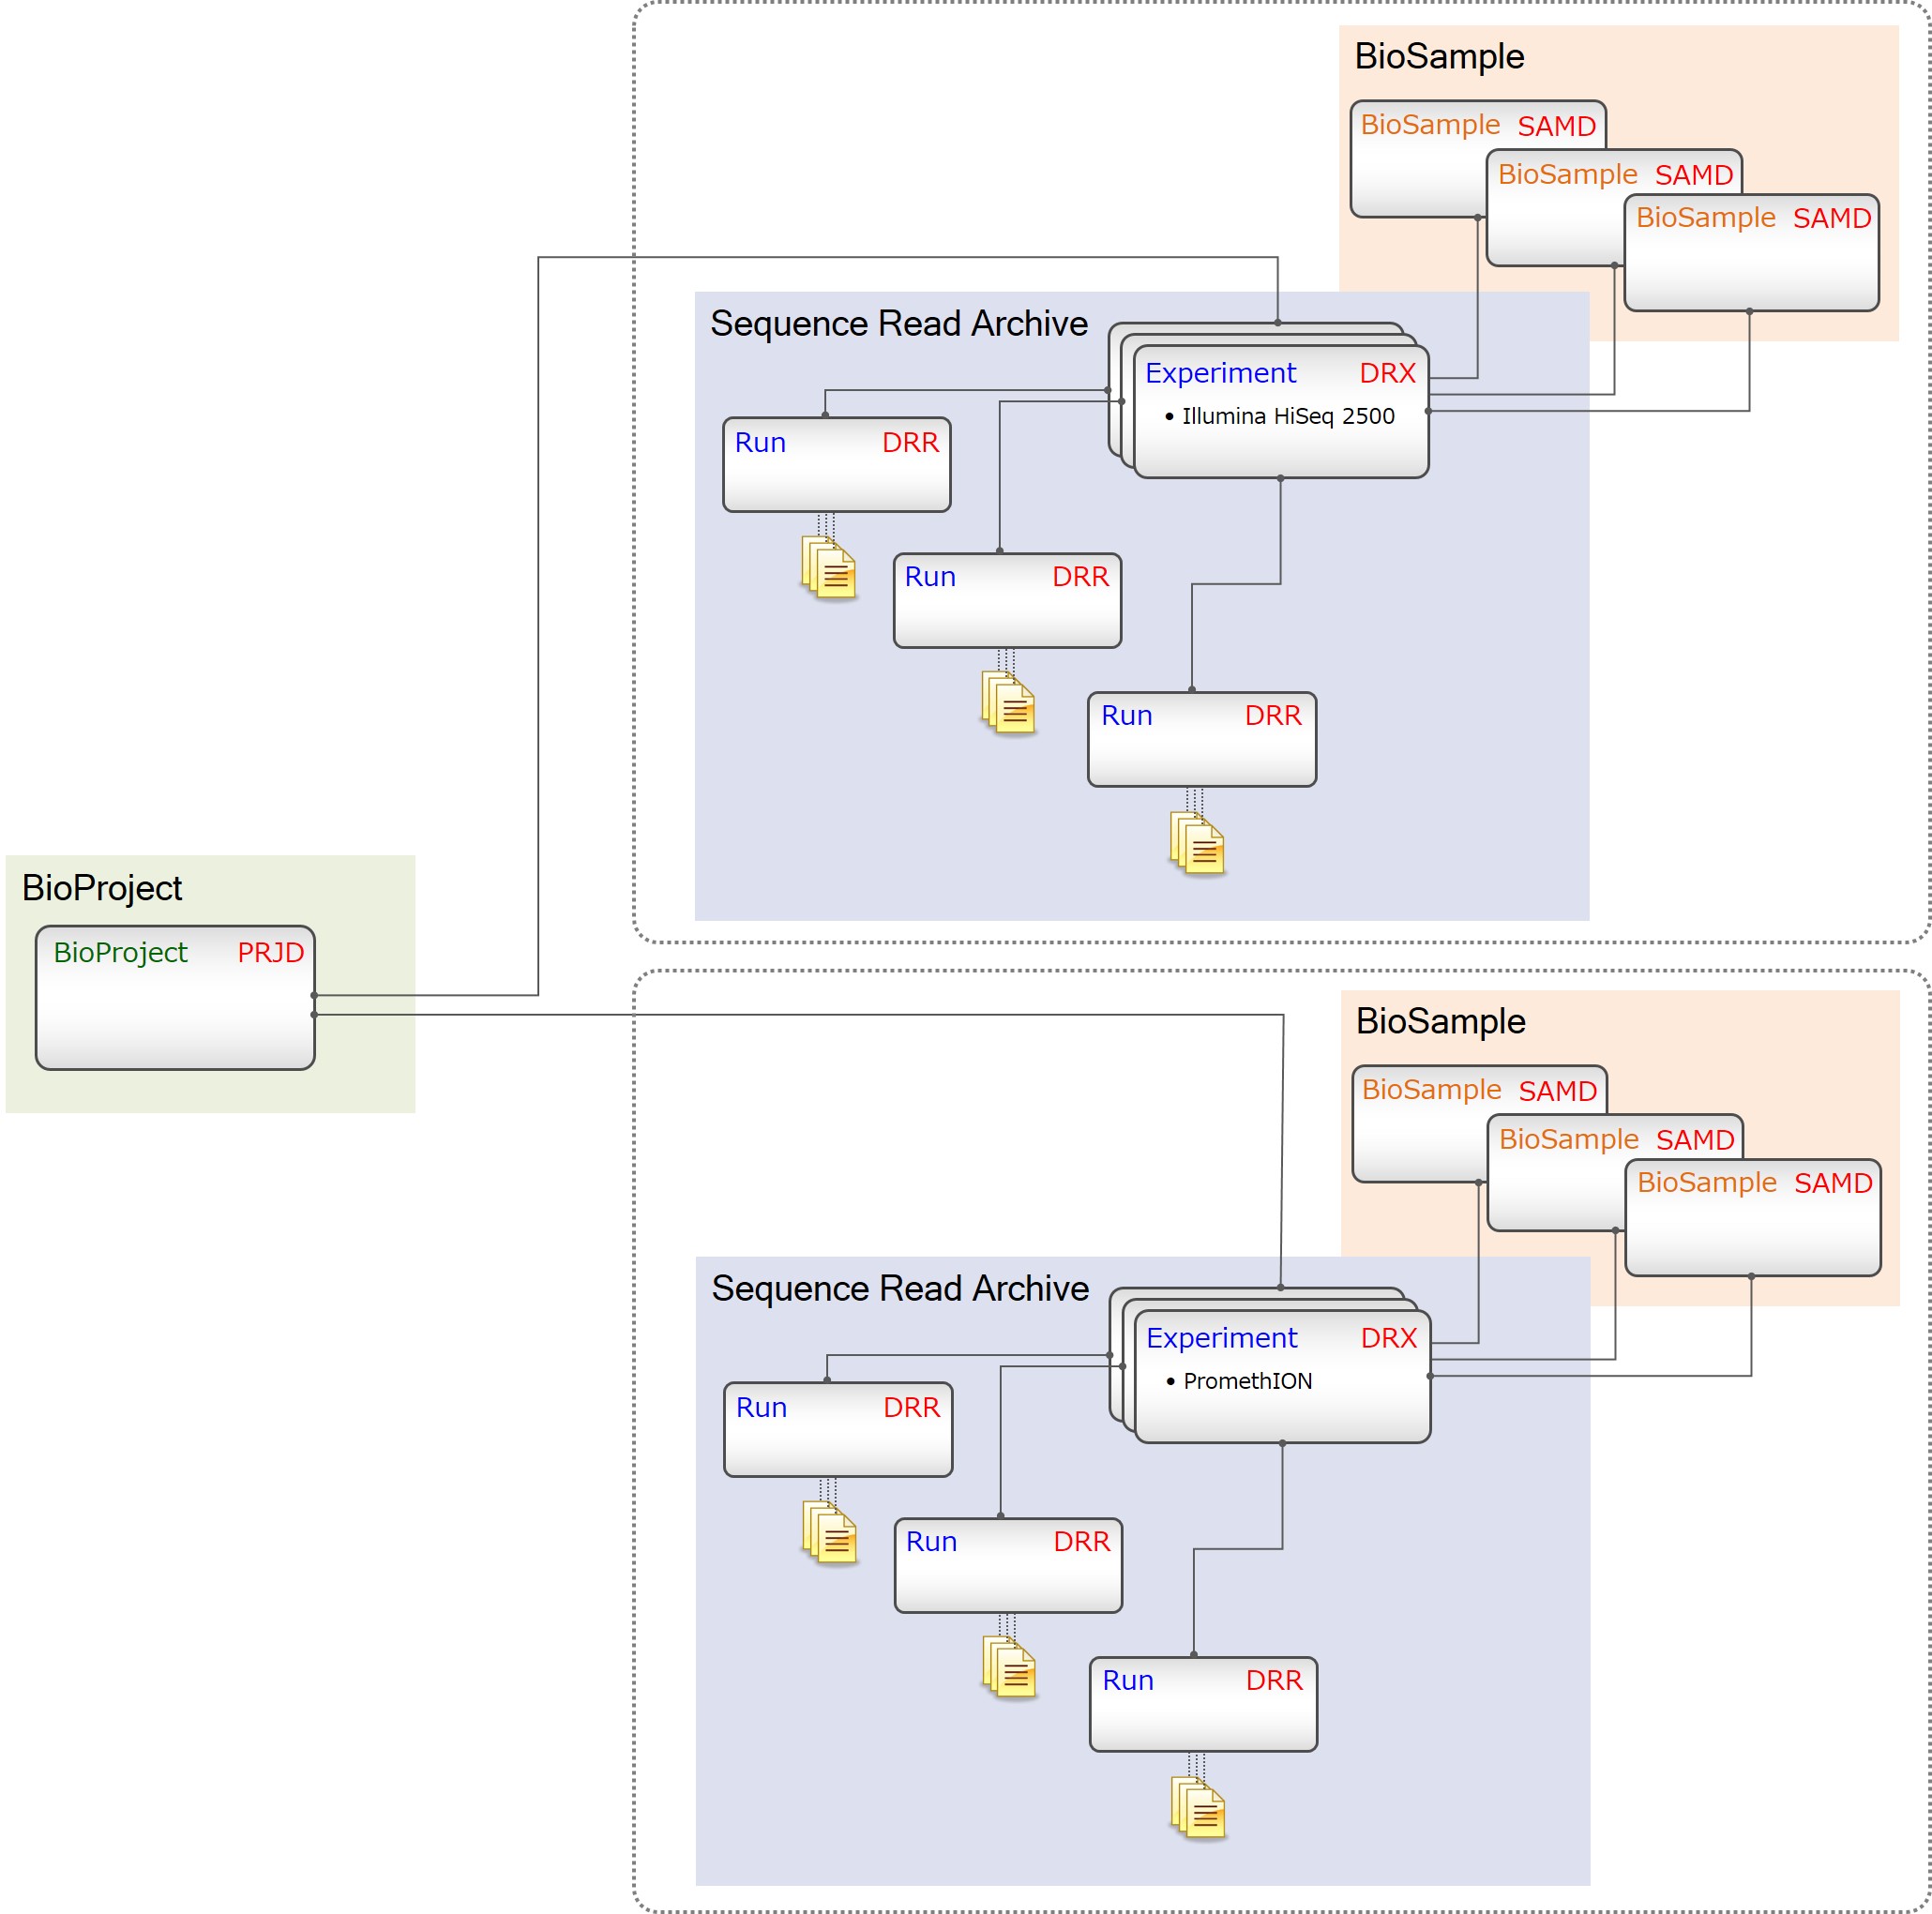 BioSample
BioSample SAMD
BioSample SAMD
BioSample SAMD
Sequence Read Archive
Experiment DRX
• Illumina HiSeq 2500
Run DRR
Run DRR
Run DRR
BioProject
BioProject PRJD
BioSample
BioSample SAMD
BioSample SAMD
BioSample SAMD
Sequence Read Archive
Experiment DRX
• PromethION
Run DRR
Run DRR
Run DRR